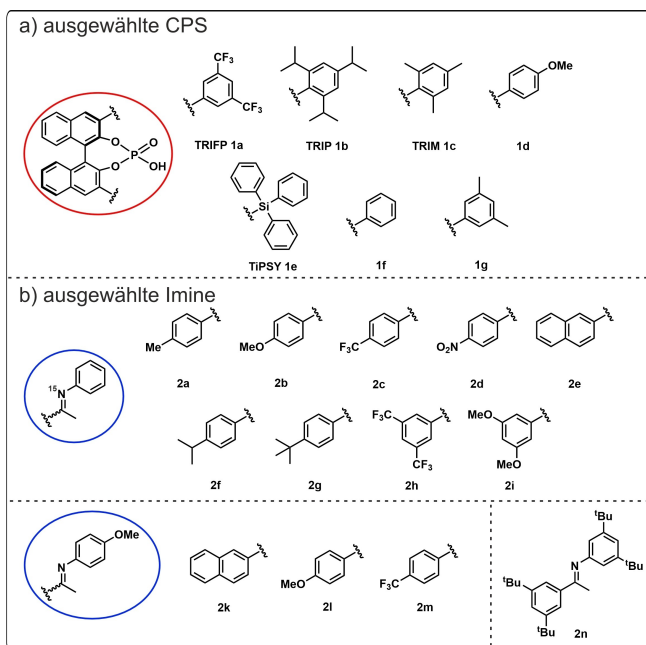 a) ausgewählte CPS
CF₃
CF₃
TRIFP 1a
TRIP 1b
TRIM 1c
OMe
1d
O
O
P
O
OH
Si
TiPSY 1e
1f
1g
b) ausgewählte Imine
15N
Me
2a
MeO
2b
F₃C
2c
O₂N
2d
2e
2f
2g
F₃C
CF₃
2h
MeO
OMe
2i
OMe
N
2k
MeO
2l
F₃C
2m
ᵗBu
ᵗBu
N
ᵗBu
ᵗBu
2n